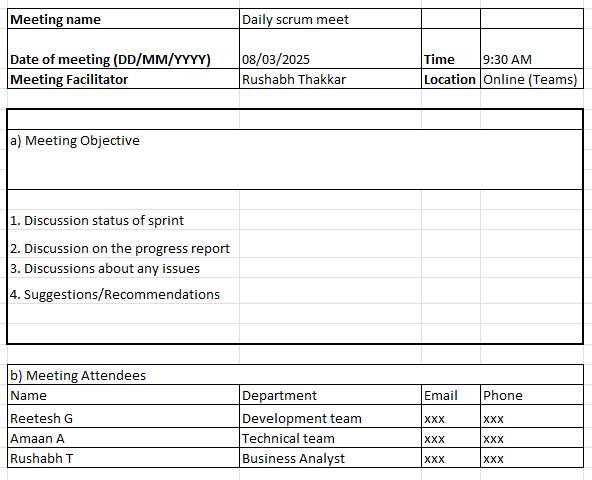 Meeting name Daily scrum meet
Date of meeting (DD/MM/YYYY) 08/03/2025 Time 9:30 AM
Meeting Facilitator Rushabh Thakkar Location Online (Teams)
a) Meeting Objective
1. Discussion status of sprint
2. Discussion on the progress report
3. Discussions about any issues
4. Suggestions/Recommendations
b) Meeting Attendees
Name Department Email Phone
Reetesh G Development team xxx xxx
Amaan A Technical team xxx xxx
Rushabh T Business Analyst xxx xxx